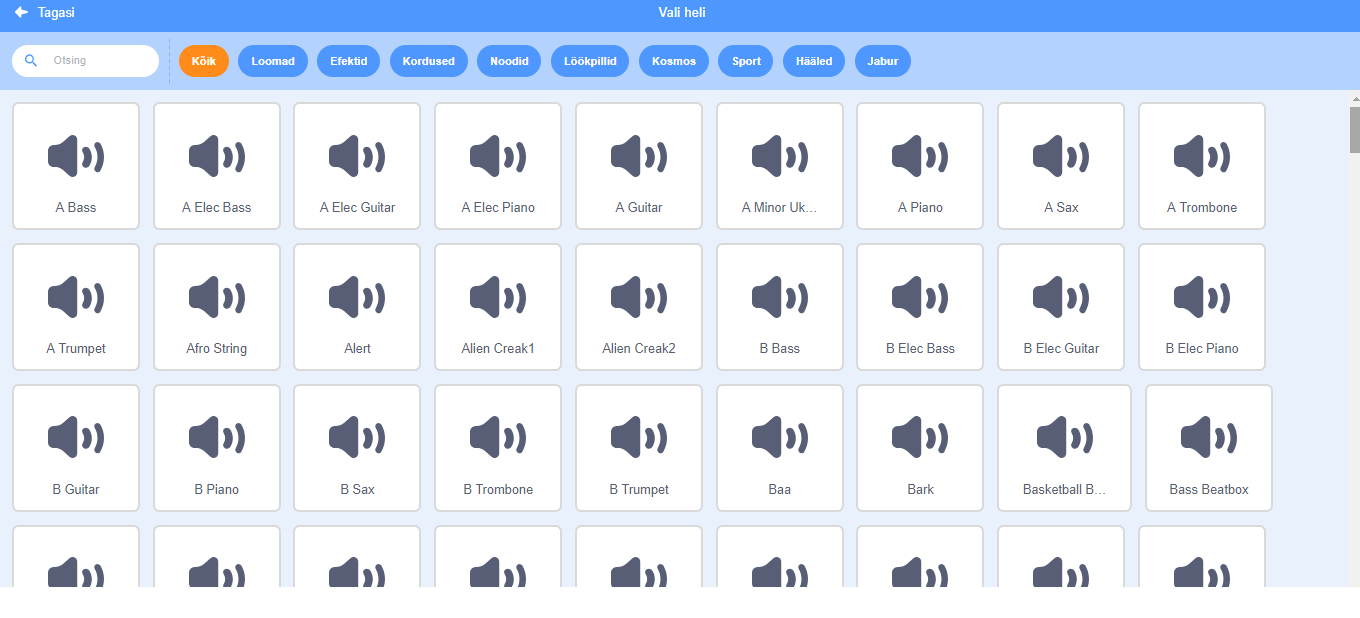 Tagasi
Vali heli
Otsing
Kõik
Loomad
Efektid
Kordused
Noodid
Löökpillid
Kosmos
Sport
Hääled
Jabur
A Bass
A Elec Bass
A Elec Guitar
A Elec Piano
A Guitar
A Minor Uk...
A Piano
A Sax
A Trombone
A Trumpet
Afro String
Alert
Alien Creak1
Alien Creak2
B Bass
B Elec Bass
B Elec Guitar
B Elec Piano
B Guitar
B Piano
B Sax
B Trombone
B Trumpet
Baa
Bark
Basketball B...
Bass Beatbox